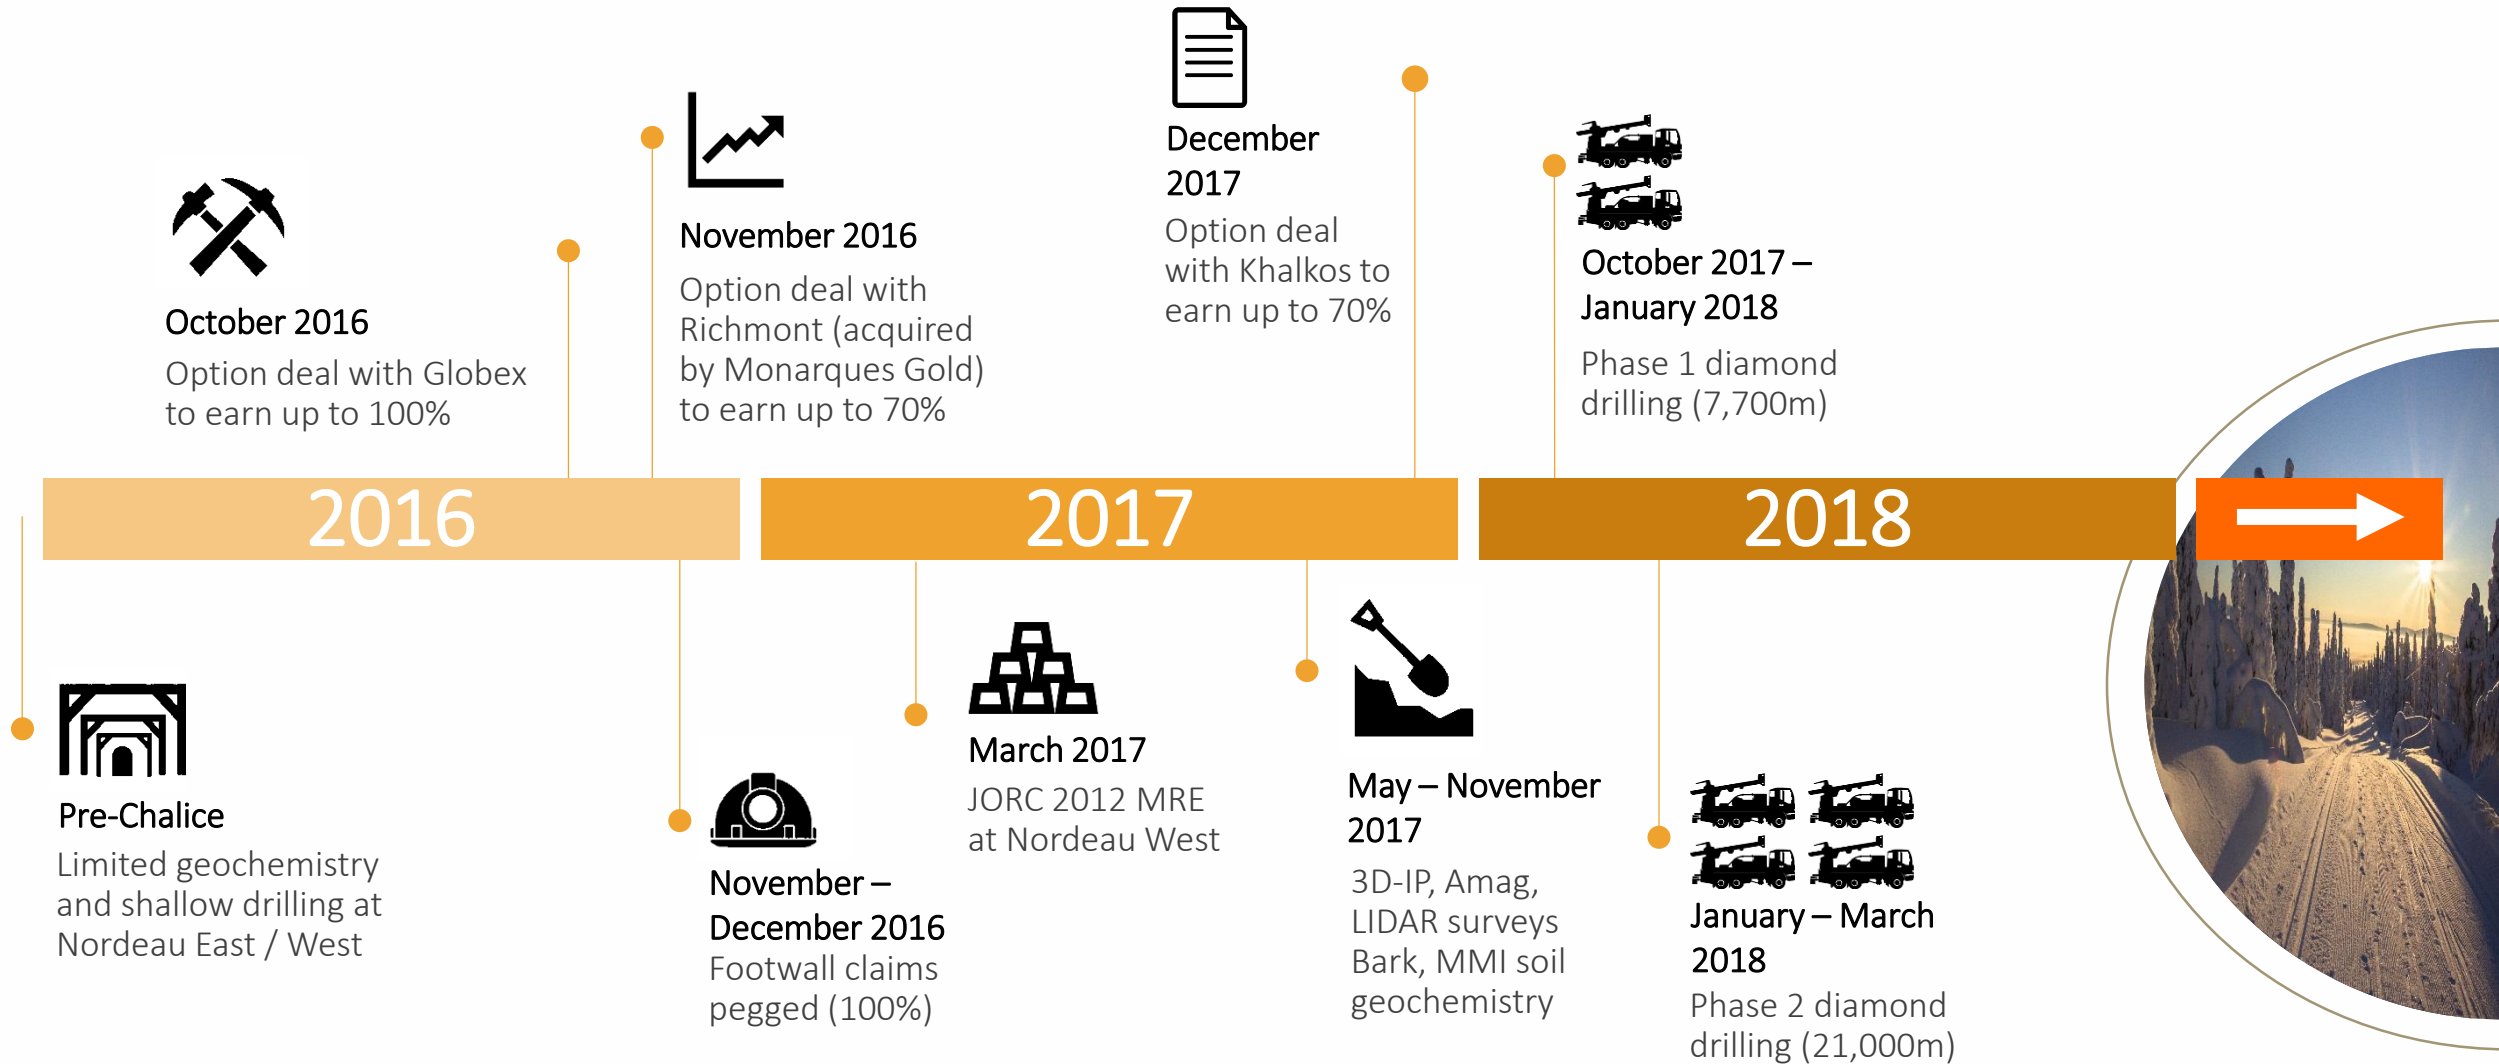 October 2016
Option deal with Globex
to earn up to 100%
November 2016
Option deal with
Richmont (acquired
by Monarques Gold)
to earn up to 70%
December
2017
Option deal
with Khalkos to
earn up to 70%
October 2017 –
January 2018
Phase 1 diamond
drilling (7,700m)
2016
2017
2018
Pre-Chalice
Limited geochemistry
and shallow drilling at
Nordeau East / West
November –
December 2016
Footwall claims
pegged (100%)
March 2017
JORC 2012 MRE
at Nordeau West
May – November
2017
3D-IP, Amag,
LIDAR surveys
Bark, MMI soil
geochemistry
January – March
2018
Phase 2 diamond
drilling (21,000m)